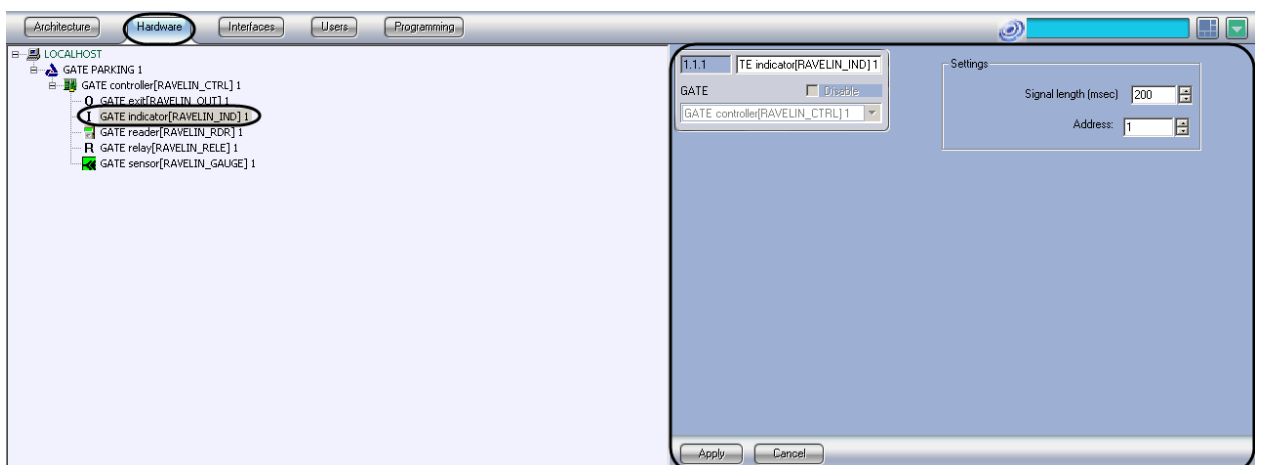 Architecture Hardware Interfaces Users Programming
LOCALHOST
GATE PARKING 1
GATE controller[RAVELIN_CTRL] 1
O GATE exit[RAVELIN_OUT] 1
I GATE indicator[RAVELIN_IND] 1
GATE reader[RAVELIN_RDR] 1
R GATE relay[RAVELIN_RELE] 1
GATE sensor[RAVELIN_GAUGE] 1
1.1.1 TE indicator[RAVELIN_IND] 1
GATE Disable
GATE controller[RAVELIN_CTRL] 1
Settings
Signal length (msec) 200
Address: 1
Apply Cancel